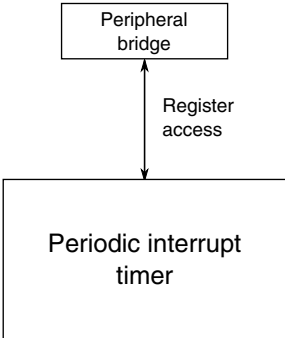 Peripheral
bridge
Register
access
Periodic interrupt
timer